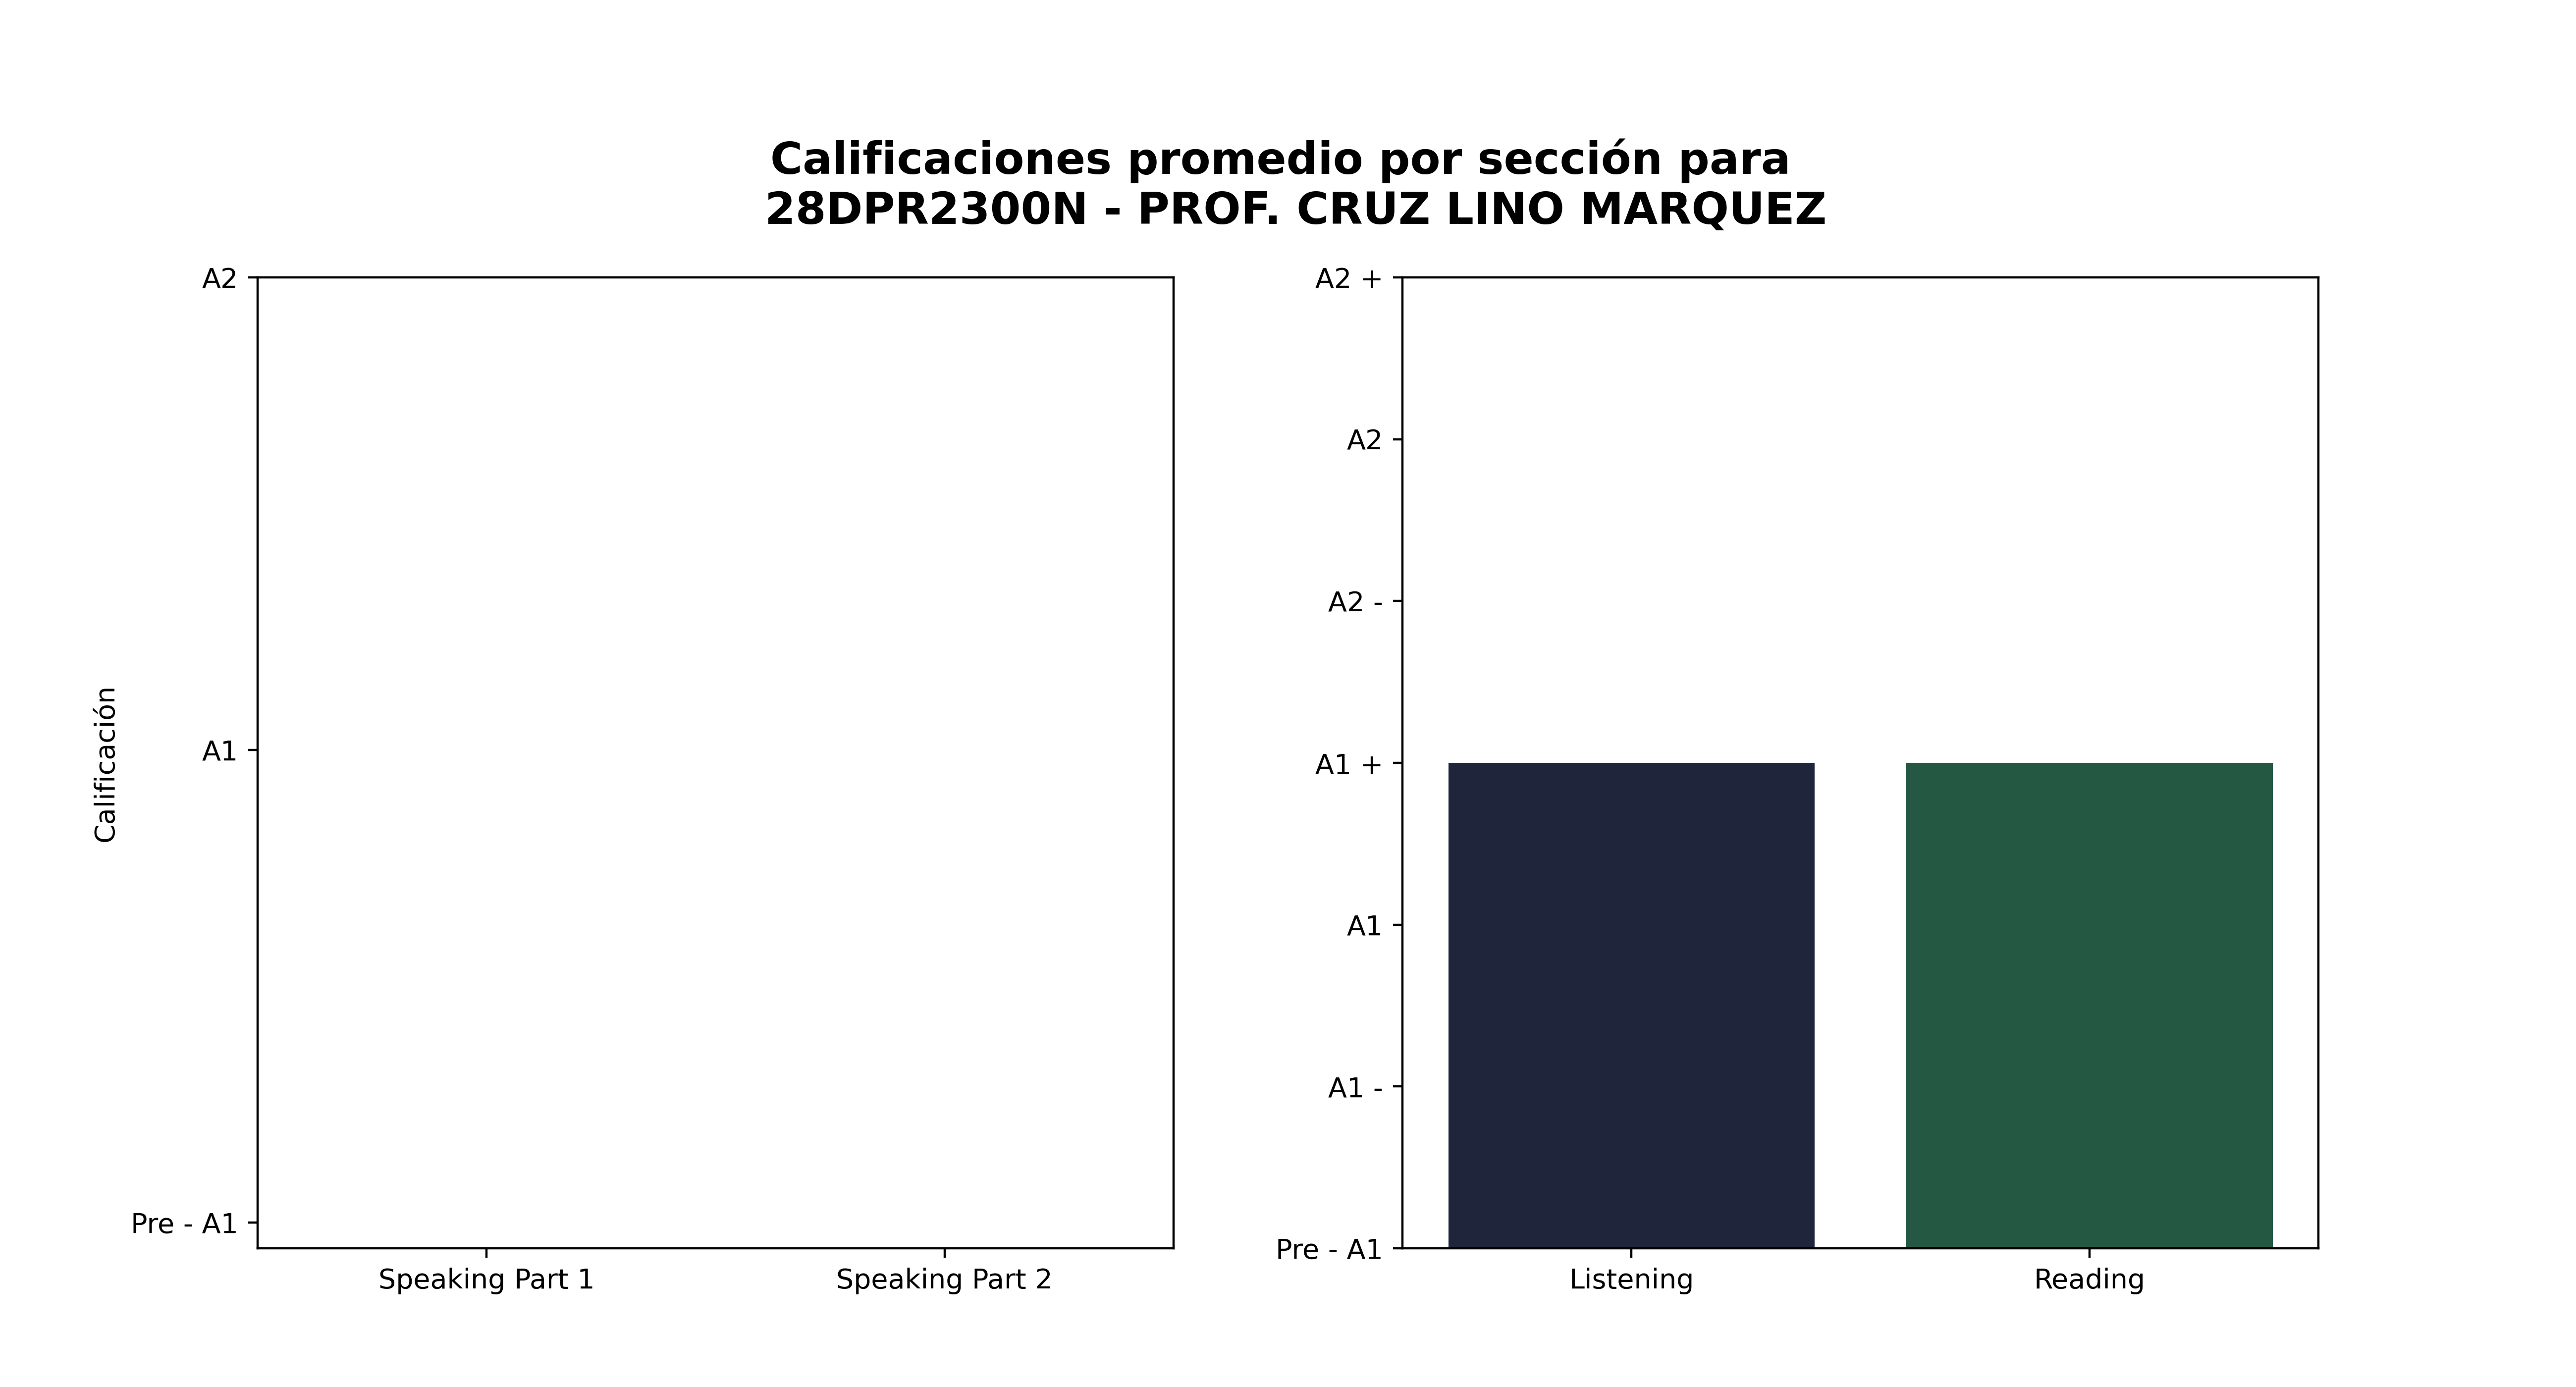 Calificaciones promedio por sección para
28DPR2300N - PROF. CRUZ LINO MARQUEZ
Calificación
A2
A1
Pre - A1
Speaking Part 1
Speaking Part 2
A2 +
A2
A2 -
A1 +
A1
A1 -
Pre - A1
Listening
Reading